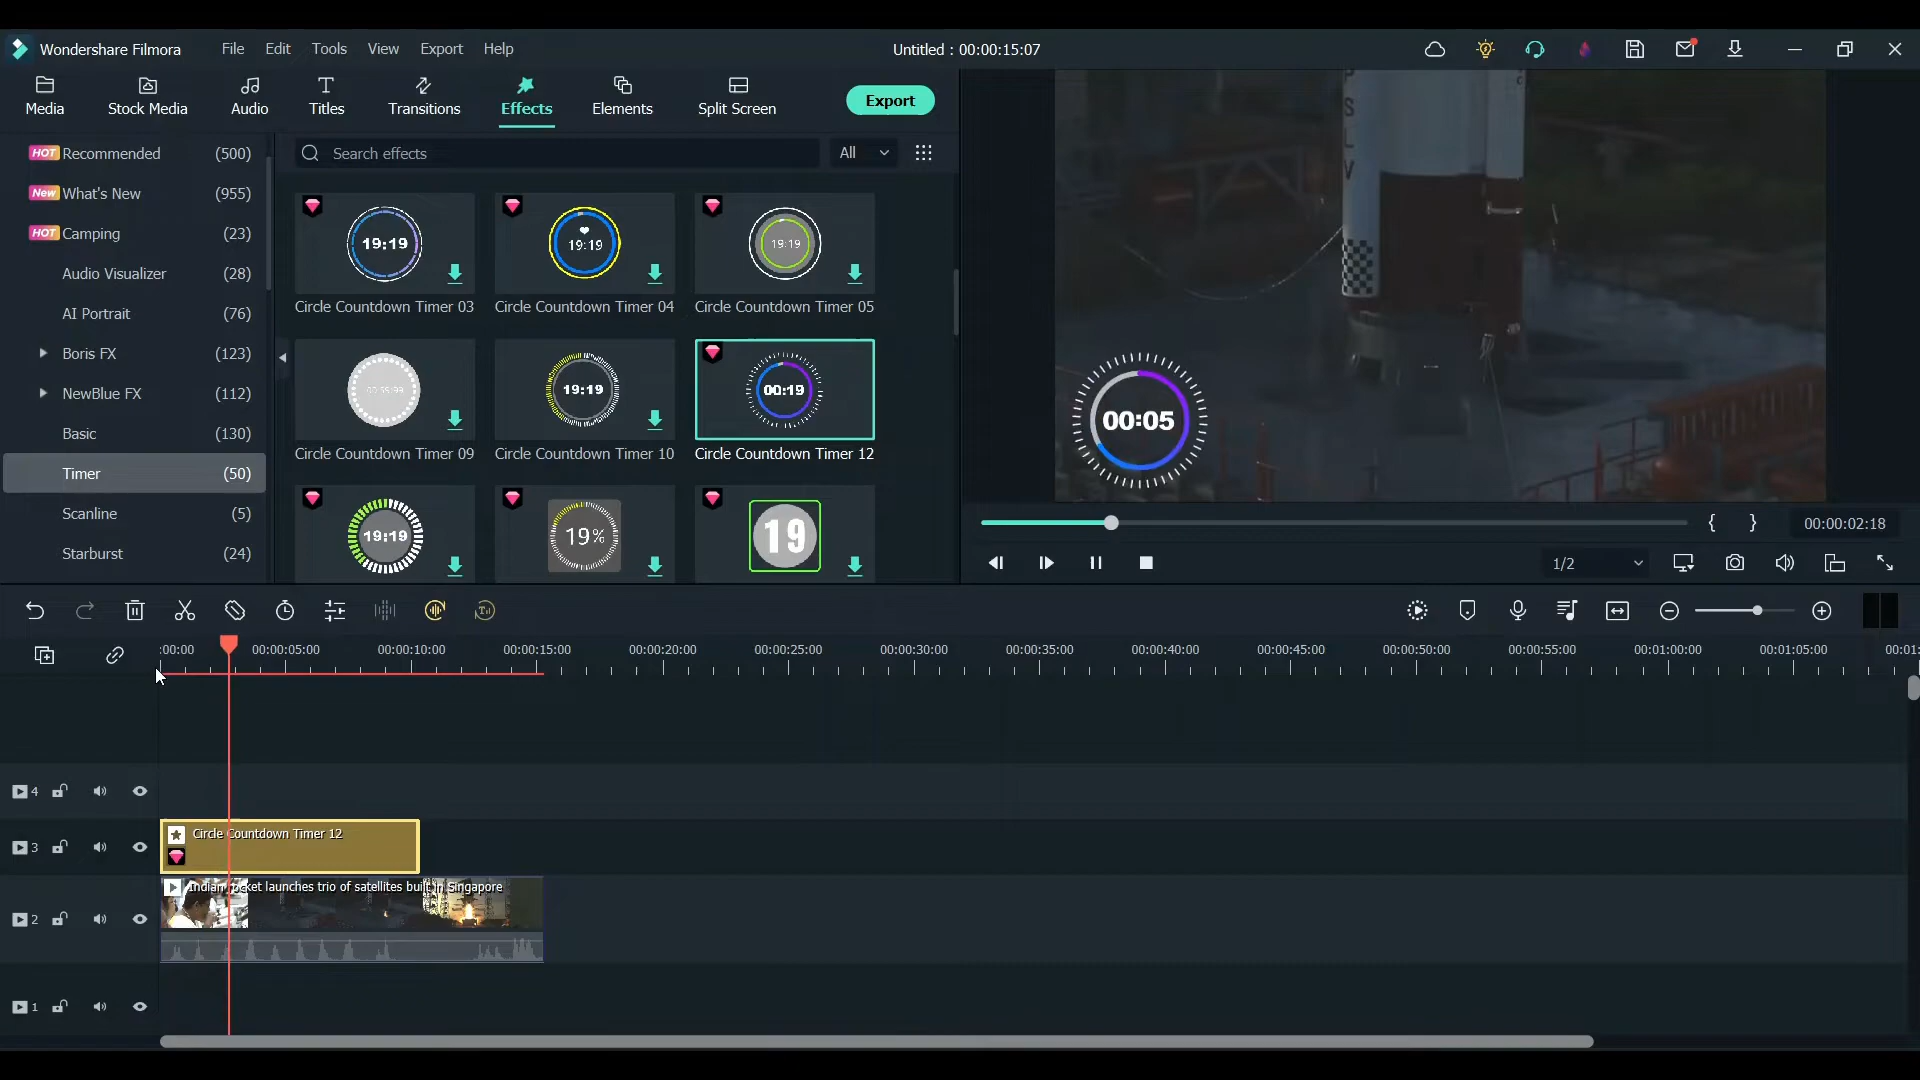 Wondershare Filmora File Edit Tools View Export Help Untitled : 00:00:15:07
Media Stock Media Audio Titles Transitions Effects Elements Split Screen Export
HOT Recommended (500)
New What's New (955)
HOT Camping (23)
Audio Visualizer (28)
AI Portrait (76)
Boris FX (123)
NewBlue FX (112)
Basic (130)
Timer (50)
Scanline (5)
Starburst (24)
Search effects All
19:19 19:19 19:19
Circle Countdown Timer 03 Circle Countdown Timer 04 Circle Countdown Timer 05
19:19 00:19
Circle Countdown Timer 09 Circle Countdown Timer 10 Circle Countdown Timer 12
19:19 19% 19
PSLV
00:05
{ } 00:00:02:18
1/2
:00:00 00:00:05:00 00:00:10:00 00:00:15:00 00:00:20:00 00:00:25:00 00:00:30:00 00:00:35:00 00:00:40:00 00:00:45:00 00:00:50:00 00:00:55:00 00:01:00:00 00:01:05:00 00:01:
4
3 Circle Countdown Timer 12
2 Indian rocket launches trio of satellites built in Singapore
1